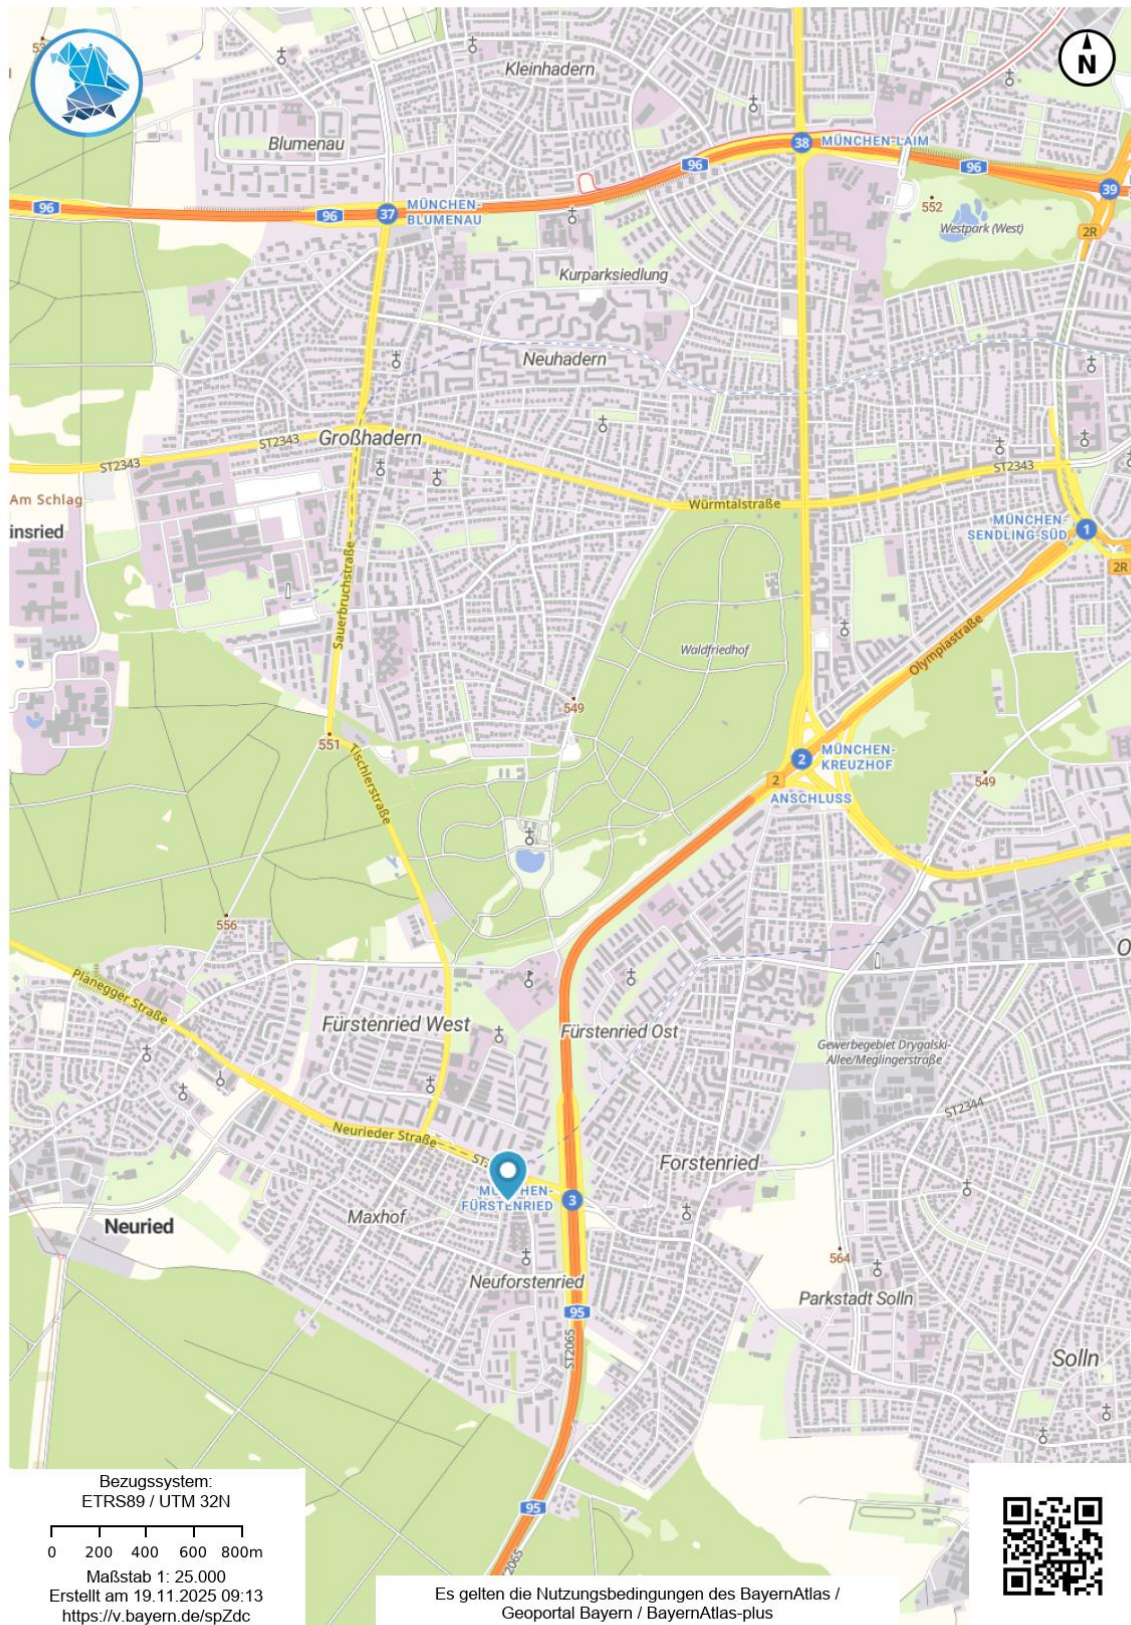 Kleinhadern
N
Blumenau
38
MÜNCHEN-LAIM
96
96
39
96
96
37
MÜNCHEN-
BLUMENAU
552
Westpark (West)
2R
Kurparksiedlung
Neuhadern
Großhadern
ST2343
ST2343
ST2343
Am Schlag
Würmtalstraße
insried
MÜNCHEN-
SENDLING-SÜD
1
2R
Sauerbruchstraße
Waldfriedhof
Olympiastraße
549
551
Tischlerstraße
2
MÜNCHEN-
KREUZHOF
2
ANSCHLUSS
549
556
O
Planegger Straße
Fürstenried West
Fürstenried Ost
Gewerbegebiet Drygalski-
Allee/Meglingerstraße
ST2344
Neurieder Straße
Forstenried
MÜNCHEN-
FÜRSTENRIED
3
Maxhof
Neuried
564
Neuforstenried
Parkstadt Solln
95
ST2065
Solln
95
2065
Bezugssystem:
ETRS89 / UTM 32N
0 200 400 600 800m
Maßstab 1: 25.000
Erstellt am 19.11.2025 09:13
https://v.bayern.de/spZdc
Es gelten die Nutzungsbedingungen des BayernAtlas /
Geoportal Bayern / BayernAtlas-plus